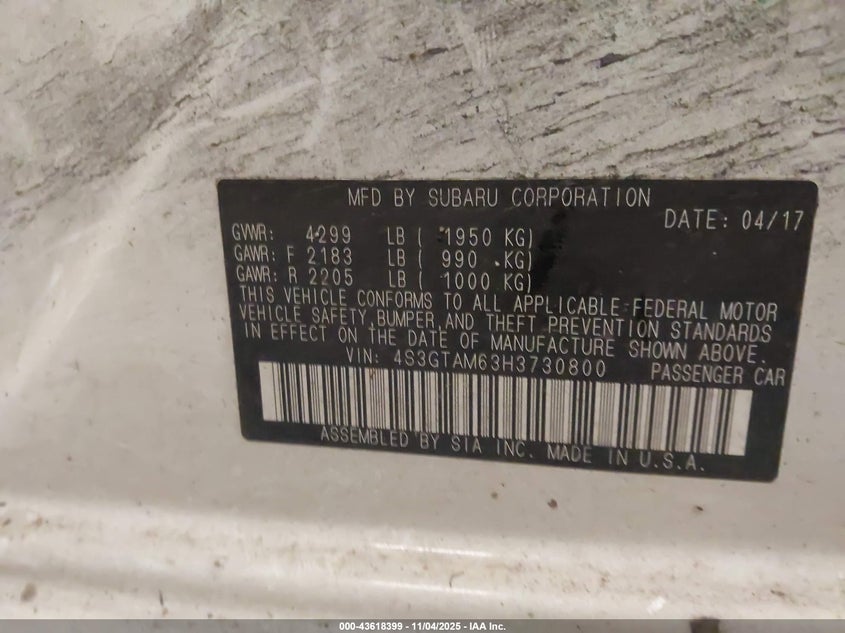 MFD BY SUBARU CORPORATION
DATE: 04/17
GVWR: 4299 LB ( 1950 KG)
GAWR: F 2183 LB ( 990 KG)
GAWR: R 2205 LB ( 1000 KG)
THIS VEHICLE CONFORMS TO ALL APPLICABLE FEDERAL MOTOR
VEHICLE SAFETY, BUMPER, AND THEFT PREVENTION STANDARDS
IN EFFECT ON THE DATE OF MANUFACTURE SHOWN ABOVE.
VIN: 4S3GTAM63H3730800 PASSENGER CAR
ASSEMBLED BY SIA INC. MADE IN U.S.A.
000-43618399 - 11/04/2025 - IAA Inc.